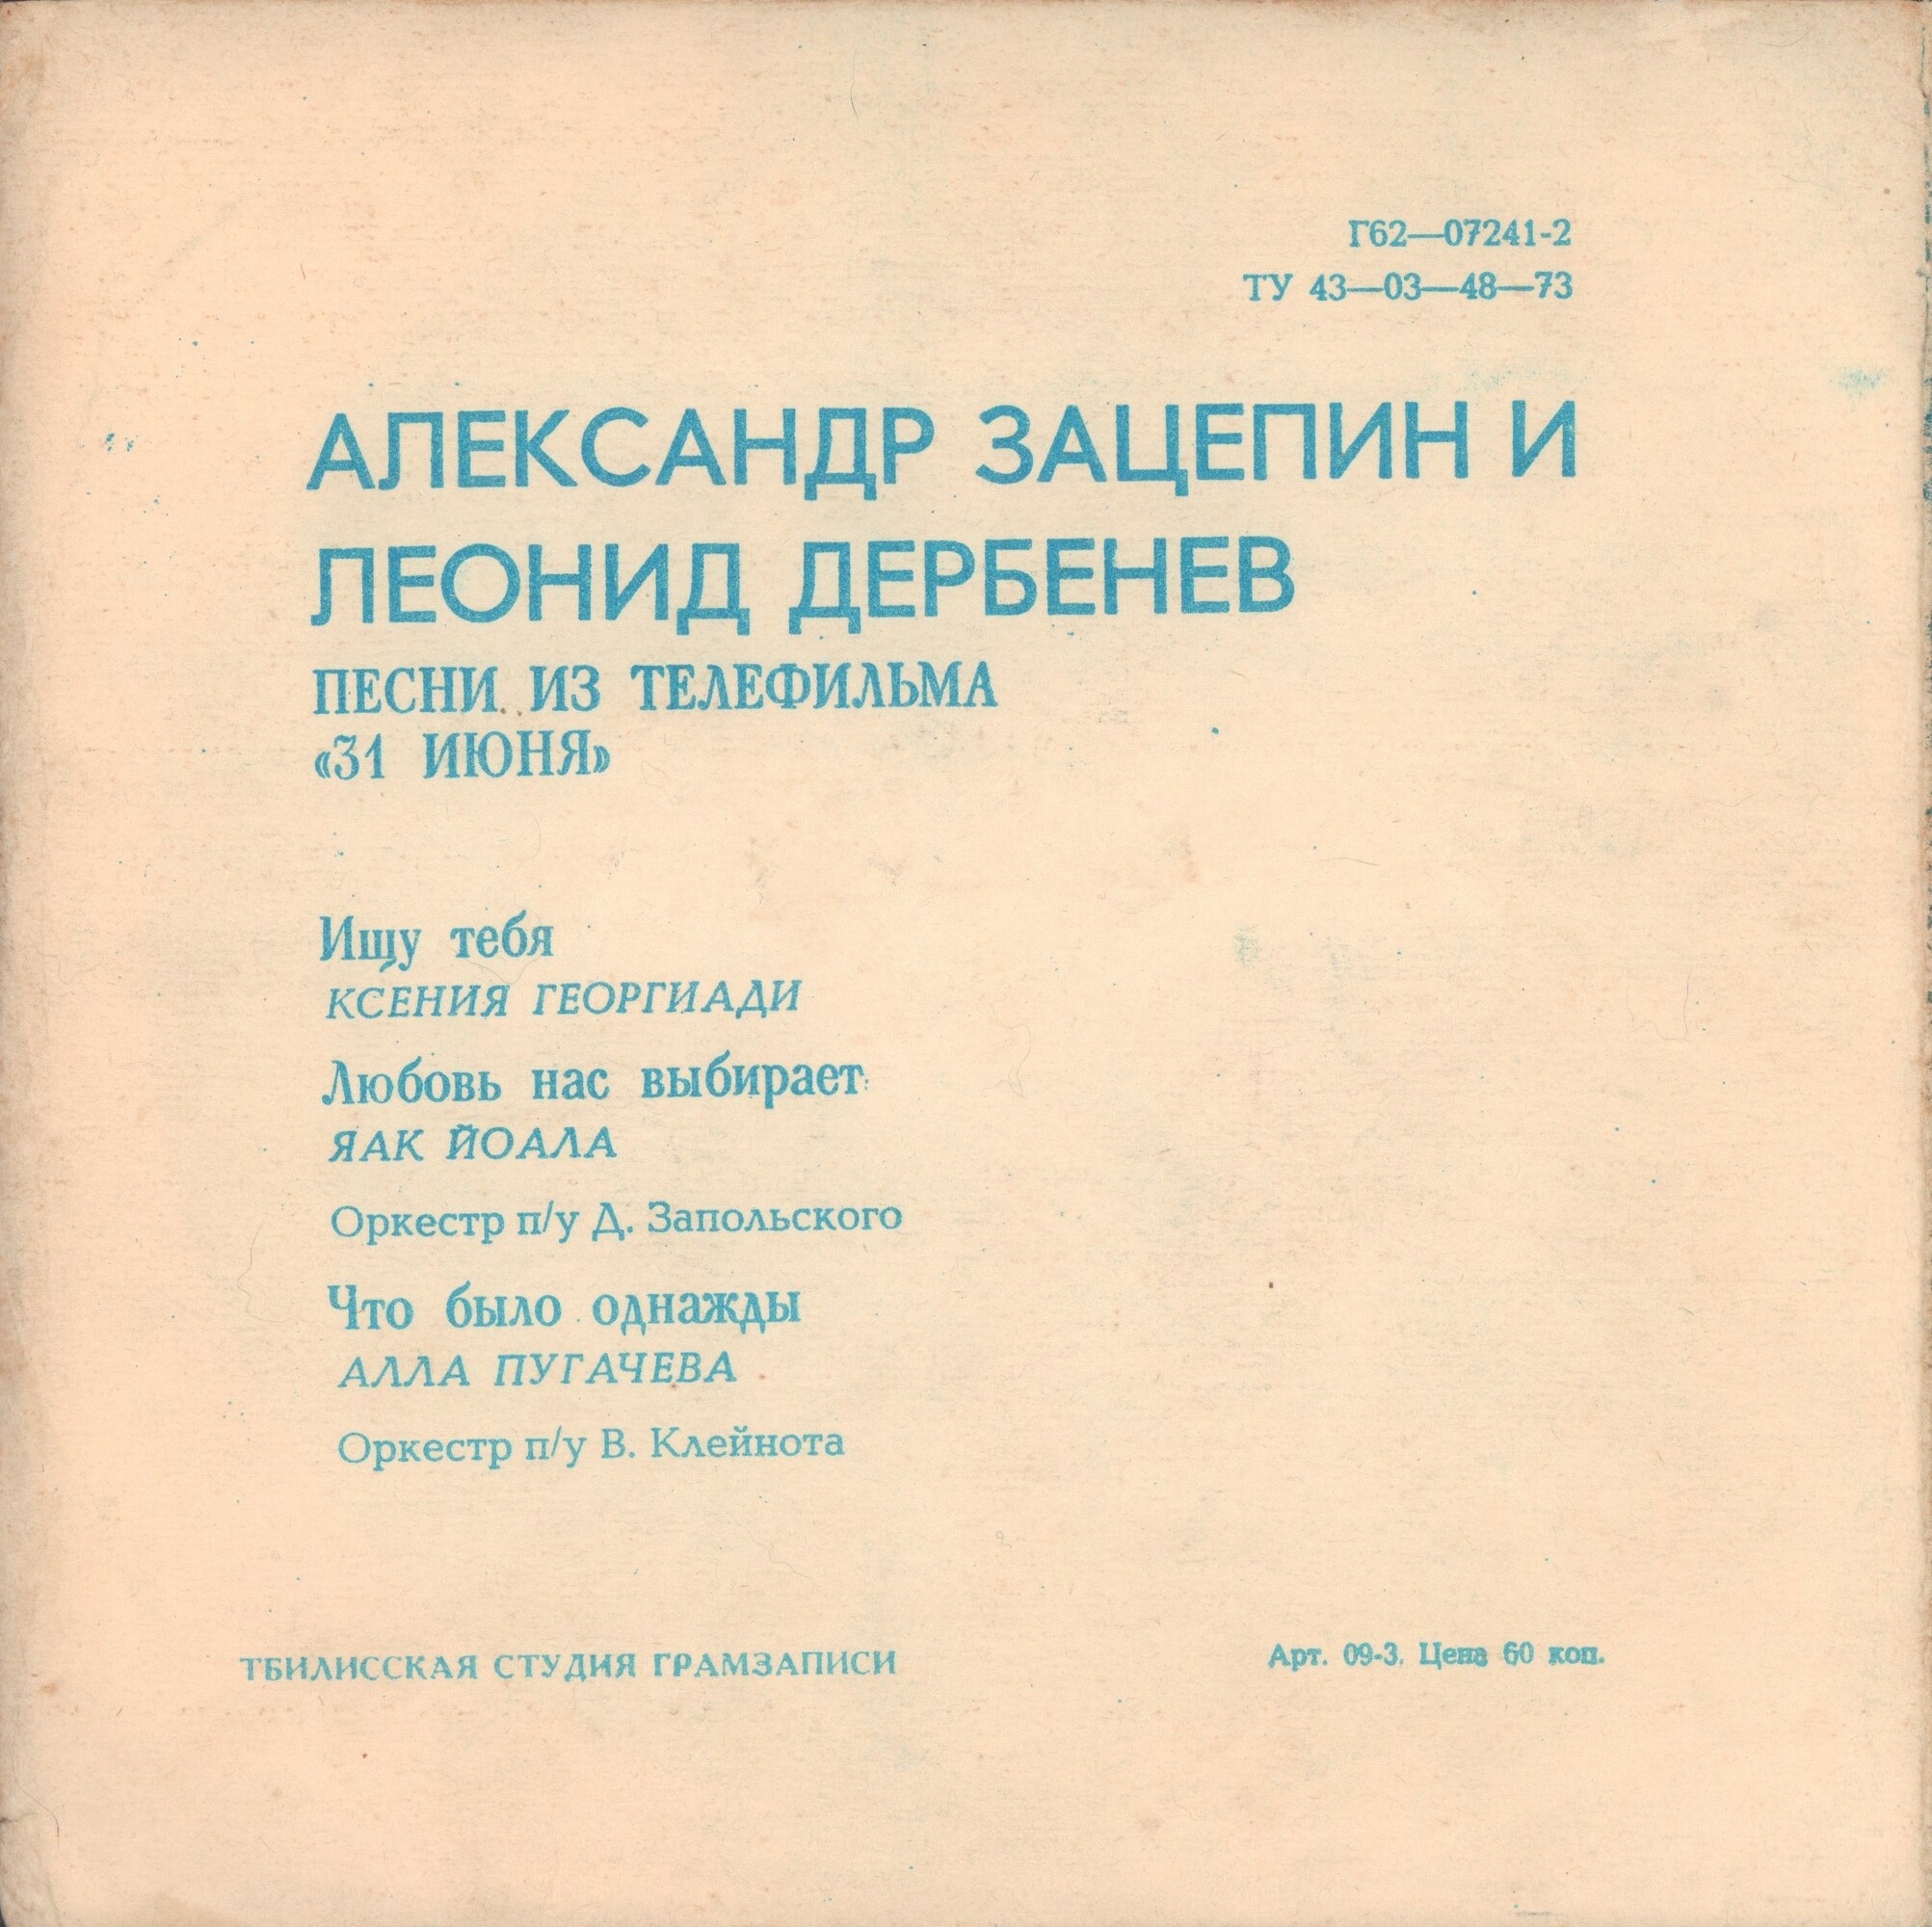 Г62—07241-2
ТУ 43—03—48—73
АЛЕКСАНДР ЗАЦЕПИН И
ЛЕОНИД ДЕРБЕНЕВ
ПЕСНИ ИЗ ТЕЛЕФИЛЬМА
«31 ИЮНЯ»
Ищу тебя
КСЕНИЯ ГЕОРГИАДИ
Любовь нас выбирает
ЯАК ЙОАЛА
Оркестр п/у Д. Запольского
Что было однажды
АЛЛА ПУГАЧЕВА
Оркестр п/у В. Клейнота
ТБИЛИССКАЯ СТУДИЯ ГРАМЗАПИСИ
Арт. 09-3. Цена 60 коп.